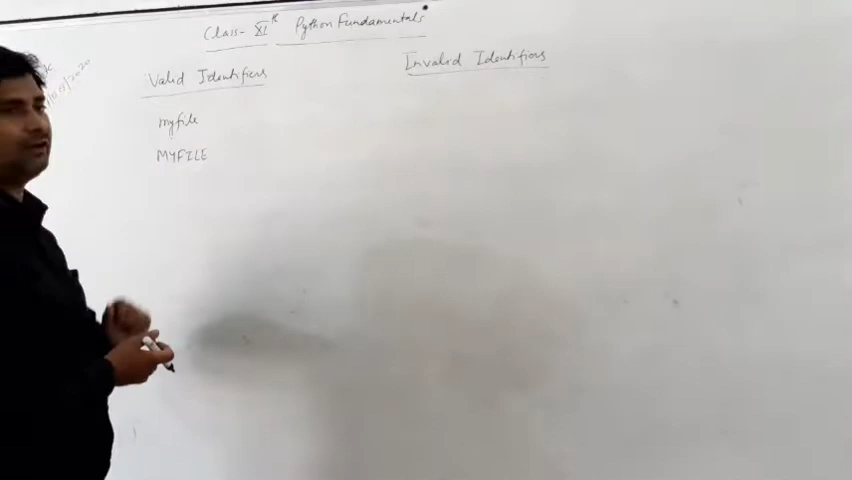 Class- XIth Python Fundamentals
Valid Identifiers
Invalid Identifiers
myfile
MYFILE